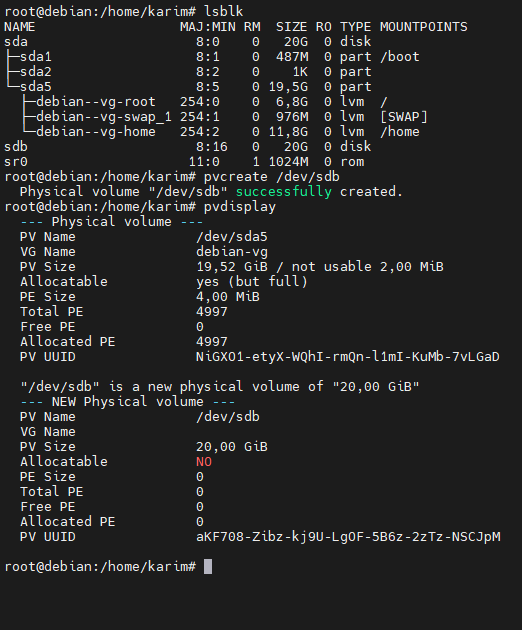 root@debian:/home/karim# lsblk
NAME                  MAJ:MIN RM  SIZE RO TYPE MOUNTPOINTS
sda                     8:0    0   20G  0 disk
├─sda1                  8:1    0  487M  0 part /boot
├─sda2                  8:2    0    1K  0 part
└─sda5                  8:5    0 19,5G  0 part
  ├─debian--vg-root   254:0    0  6,8G  0 lvm  /
  ├─debian--vg-swap_1 254:1    0  976M  0 lvm  [SWAP]
  └─debian--vg-home   254:2    0 11,8G  0 lvm  /home
sdb                     8:16   0   20G  0 disk
sr0                    11:0    1 1024M  0 rom
root@debian:/home/karim# pvcreate /dev/sdb
  Physical volume "/dev/sdb" successfully created.
root@debian:/home/karim# pvdisplay
  --- Physical volume ---
  PV Name               /dev/sda5
  VG Name               debian-vg
  PV Size               19,52 GiB / not usable 2,00 MiB
  Allocatable           yes (but full)
  PE Size               4,00 MiB
  Total PE              4997
  Free PE               0
  Allocated PE          4997
  PV UUID               NiGXO1-etyX-WQhI-rmQn-l1mI-KuMb-7vLGaD

  "/dev/sdb" is a new physical volume of "20,00 GiB"
  --- NEW Physical volume ---
  PV Name               /dev/sdb
  VG Name
  PV Size               20,00 GiB
  Allocatable           NO
  PE Size               0
  Total PE              0
  Free PE               0
  Allocated PE          0
  PV UUID               aKF708-Zibz-kj9U-LgOF-5B6z-2zTz-NSCJpM

root@debian:/home/karim#